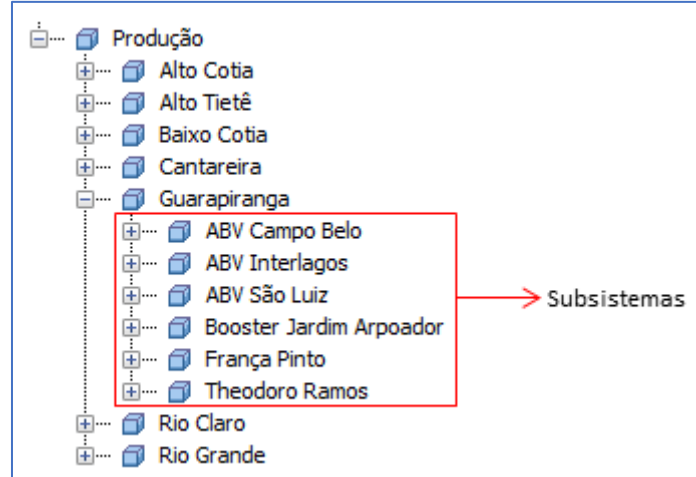 Produção
Alto Cotia
Alto Tietê
Baixo Cotia
Cantareira
Guarapiranga
ABV Campo Belo
ABV Interlagos
ABV São Luiz
Subsistemas
Booster Jardim Arpoador
França Pinto
Theodoro Ramos
Rio Claro
Rio Grande